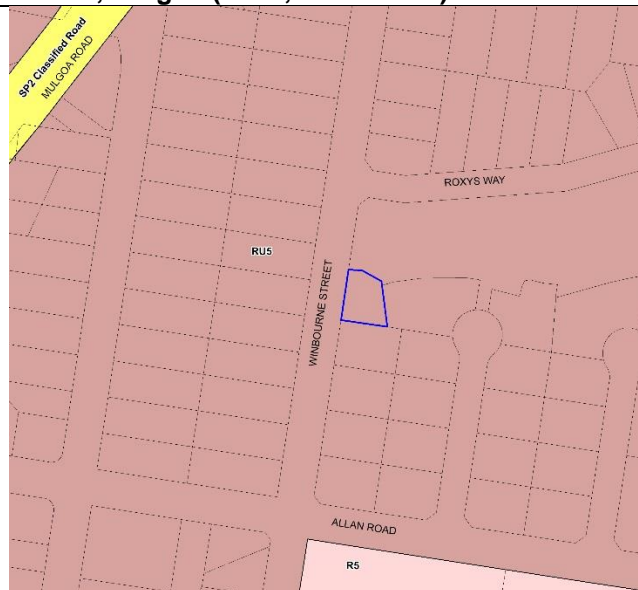 SP2 Classified Road
MULGOA ROAD
ROXYS WAY
RU5
WINBOURNE STREET
ALLAN ROAD
R5